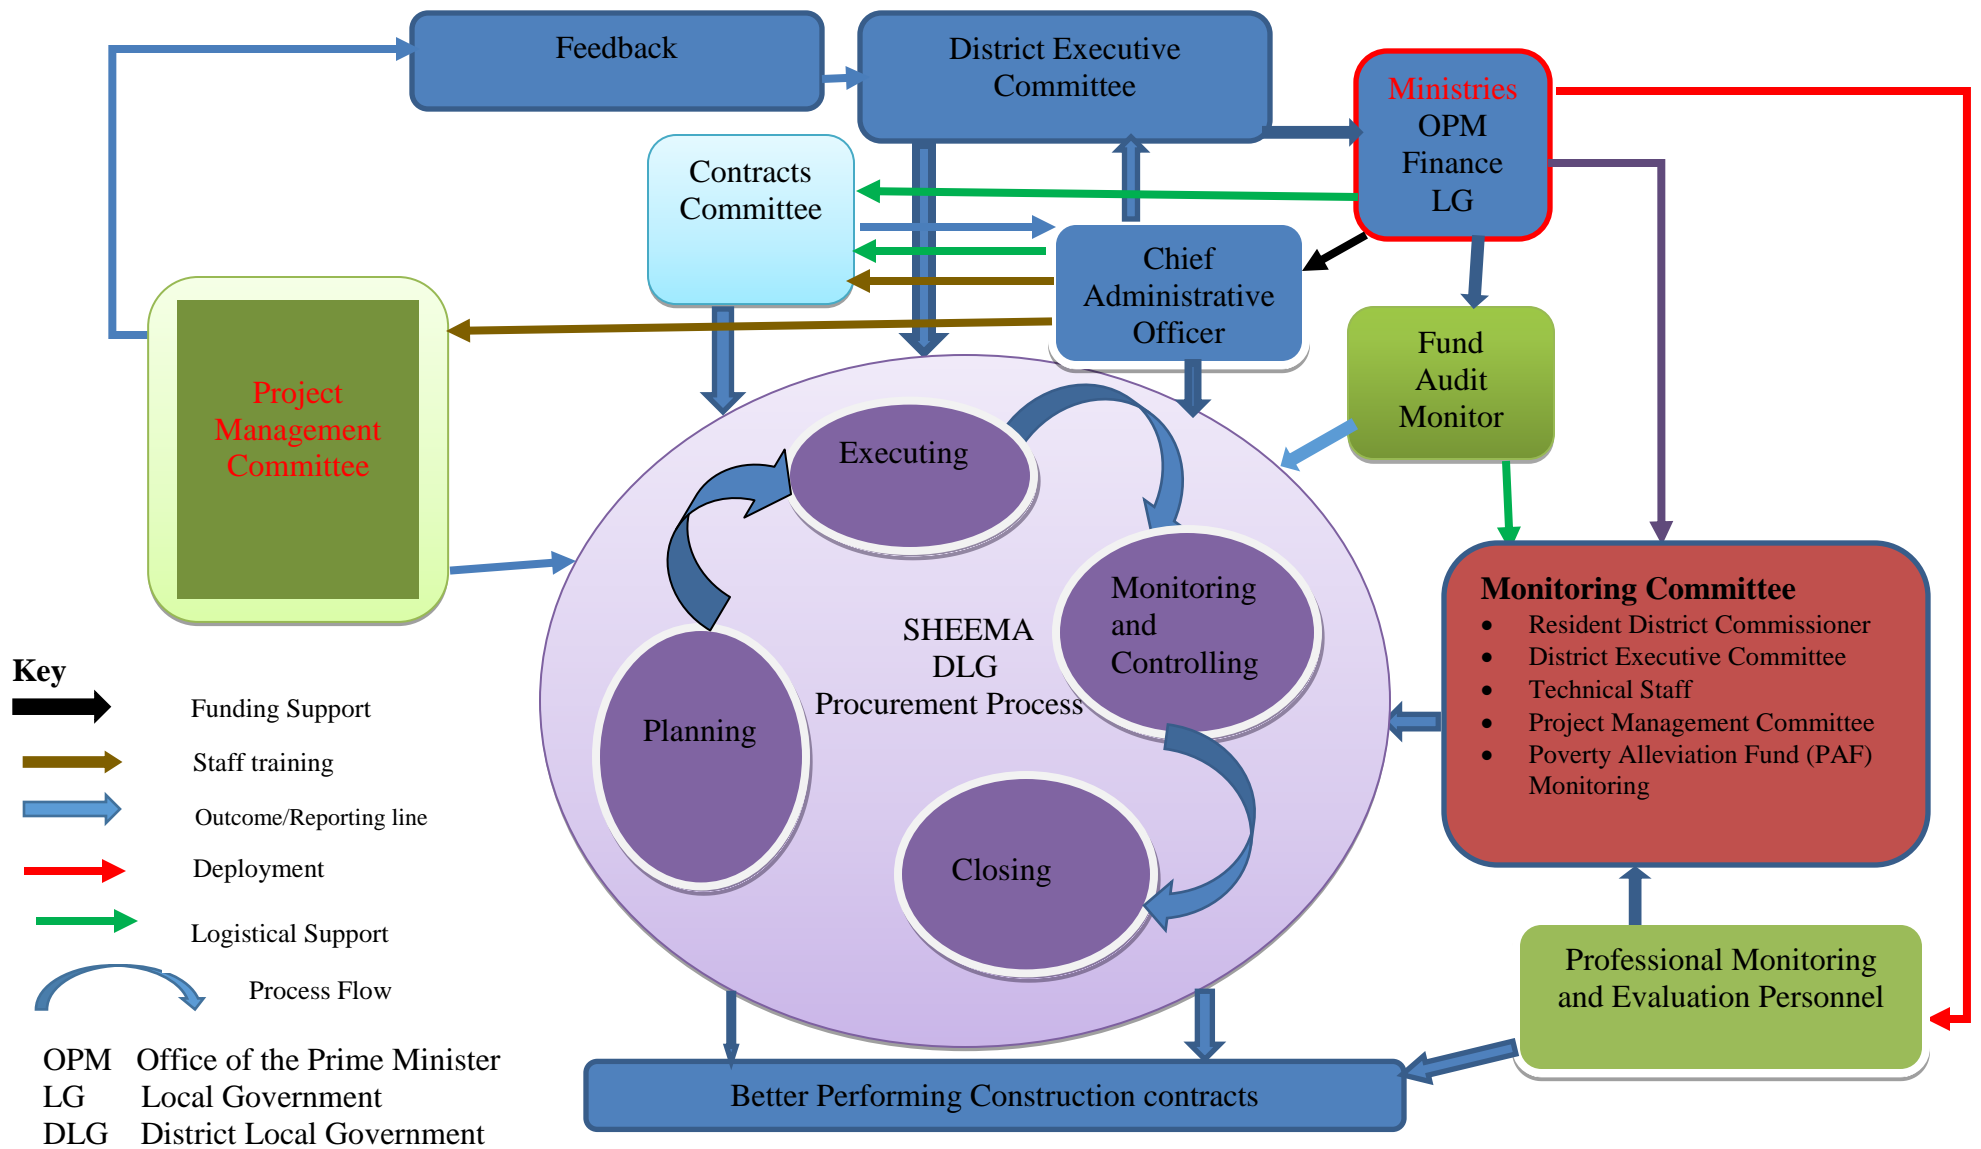 Feedback
District Executive
Committee
Ministries
OPM
Finance
LG
Contracts
Committee
Chief
Administrative
Officer
Fund
Audit
Monitor
Project
Management
Committee
Executing
Monitoring
and
Controlling
SHEEMA
DLG
Procurement Process
Planning
Closing
Monitoring Committee
• Resident District Commissioner
• District Executive Committee
• Technical Staff
• Project Management Committee
• Poverty Alleviation Fund (PAF)
Monitoring
Professional Monitoring
and Evaluation Personnel
Better Performing Construction contracts
Key
Funding Support
Staff training
Outcome/Reporting line
Deployment
Logistical Support
Process Flow
OPM Office of the Prime Minister
LG Local Government
DLG District Local Government